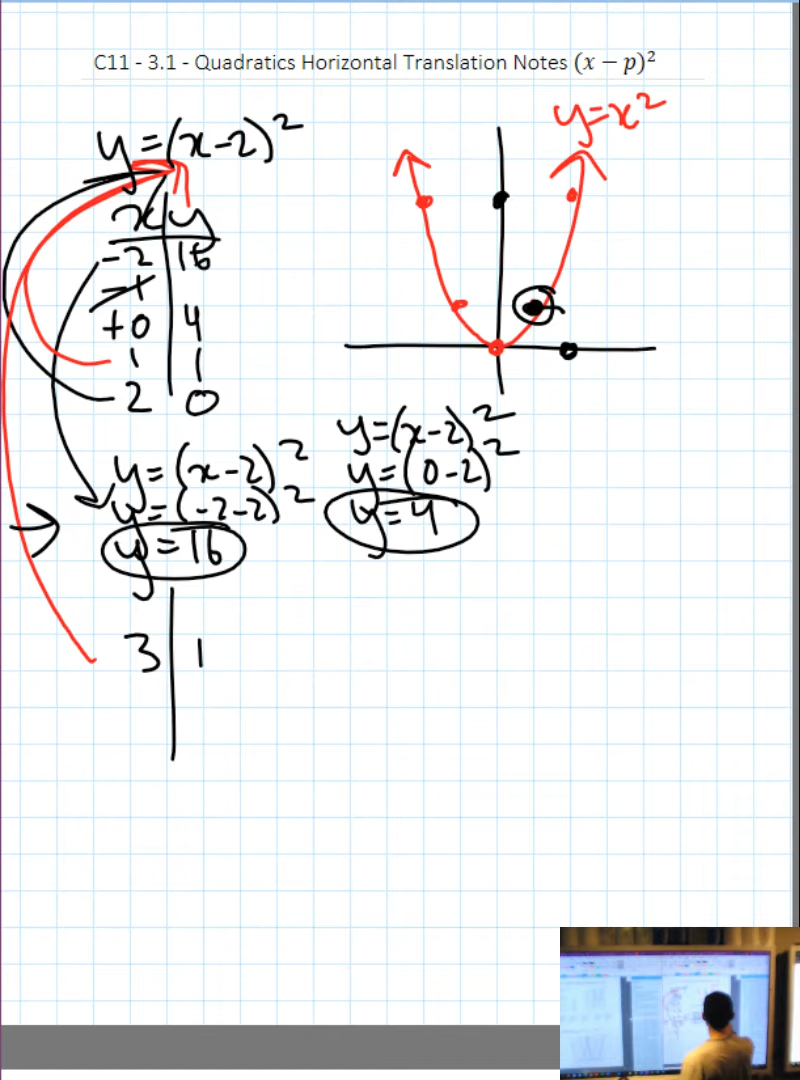 C11 - 3.1 - Quadratics Horizontal Translation Notes (x − p)²
y=x²
y=(x-2)²
x y
-2 16
-1
+0 4
1 1
2 0
y=(x-2)²
y=(-2-2)²
y=16
y=(x-2)²
y=(0-2)²
y=4
3 1